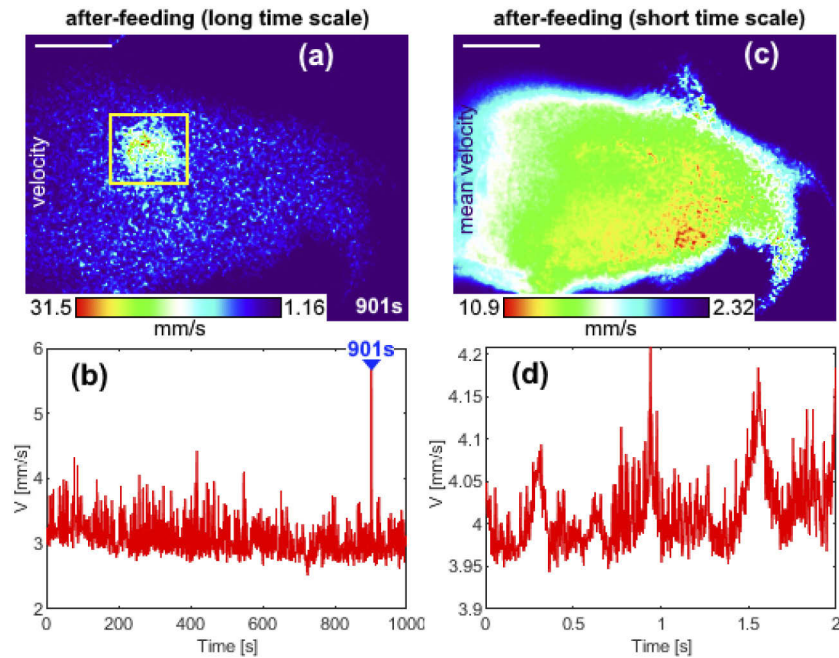 after-feeding (long time scale)
(a)
velocity
31.5
1.16
901s
mm/s
after-feeding (short time scale)
(c)
mean velocity
10.9
2.32
mm/s
901s
(b)
6
5
4
3
2
V [mm/s]
0
200
400
600
800
1000
Time [s]
(d)
4.2
4.15
4.1
4.05
4
3.95
3.9
V [mm/s]
0
0.5
1
1.5
2
Time [s]